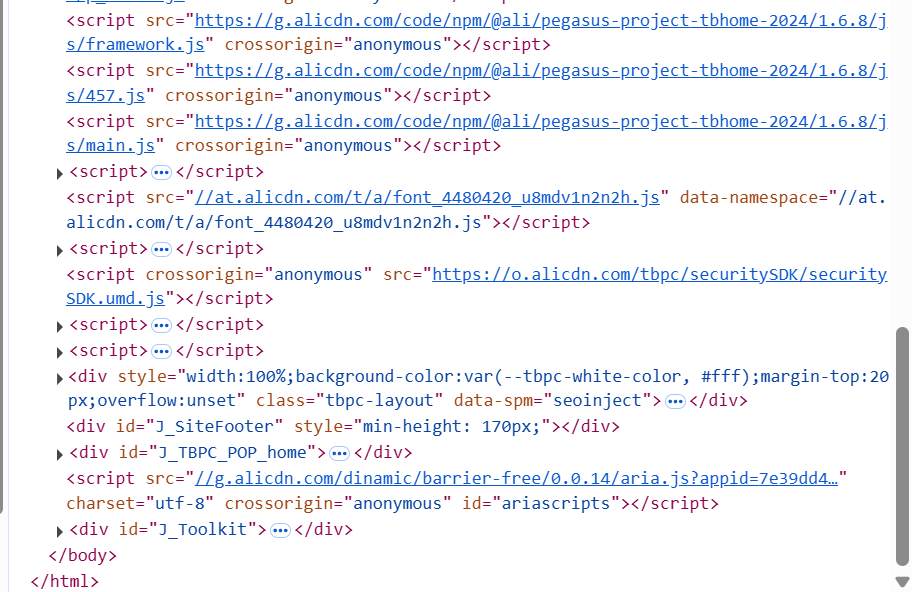 <script src="https://g.alicdn.com/code/npm/@ali/pegasus-project-tbhome-2024/1.6.8/j
s/framework.js" crossorigin="anonymous"></script>
<script src="https://g.alicdn.com/code/npm/@ali/pegasus-project-tbhome-2024/1.6.8/j
s/457.js" crossorigin="anonymous"></script>
<script src="https://g.alicdn.com/code/npm/@ali/pegasus-project-tbhome-2024/1.6.8/j
s/main.js" crossorigin="anonymous"></script>
<script>…</script>
<script src="//at.alicdn.com/t/a/font_4480420_u8mdv1n2n2h.js" data-namespace="//at.
alicdn.com/t/a/font_4480420_u8mdv1n2n2h.js"></script>
<script>…</script>
<script crossorigin="anonymous" src="https://o.alicdn.com/tbpc/securitySDK/security
SDK.umd.js"></script>
<script>…</script>
<script>…</script>
<div style="width:100%;background-color:var(--tbpc-white-color, #fff);margin-top:20
px;overflow:unset" class="tbpc-layout" data-spm="seoinject">…</div>
<div id="J_SiteFooter" style="min-height: 170px;"></div>
<div id="J_TBPC_POP_home">…</div>
<script src="//g.alicdn.com/dinamic/barrier-free/0.0.14/aria.js?appid=7e39dd4…"
charset="utf-8" crossorigin="anonymous" id="ariascripts"></script>
<div id="J_Toolkit">…</div>
</body>
</html>